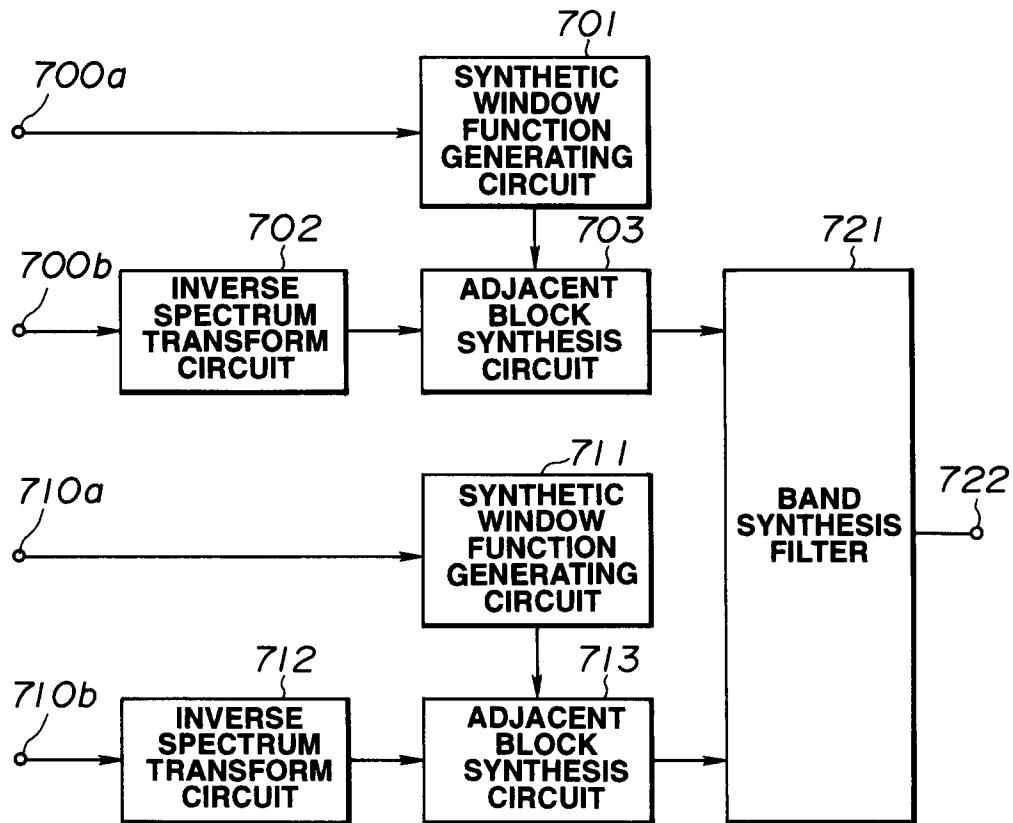 701
700a
SYNTHETIC
WINDOW
FUNCTION
GENERATING
CIRCUIT
702
703
721
700b
INVERSE
SPECTRUM
TRANSFORM
CIRCUIT
ADJACENT
BLOCK
SYNTHESIS
CIRCUIT
711
710a
SYNTHETIC
WINDOW
FUNCTION
GENERATING
CIRCUIT
BAND
SYNTHESIS
FILTER
722
712
713
710b
INVERSE
SPECTRUM
TRANSFORM
CIRCUIT
ADJACENT
BLOCK
SYNTHESIS
CIRCUIT